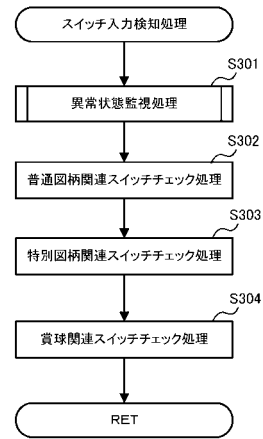 スイッチ入力検知処理
S301
異常状態監視処理
S302
普通図柄関連スイッチチェック処理
S303
特別図柄関連スイッチチェック処理
S304
賞球関連スイッチチェック処理
RET